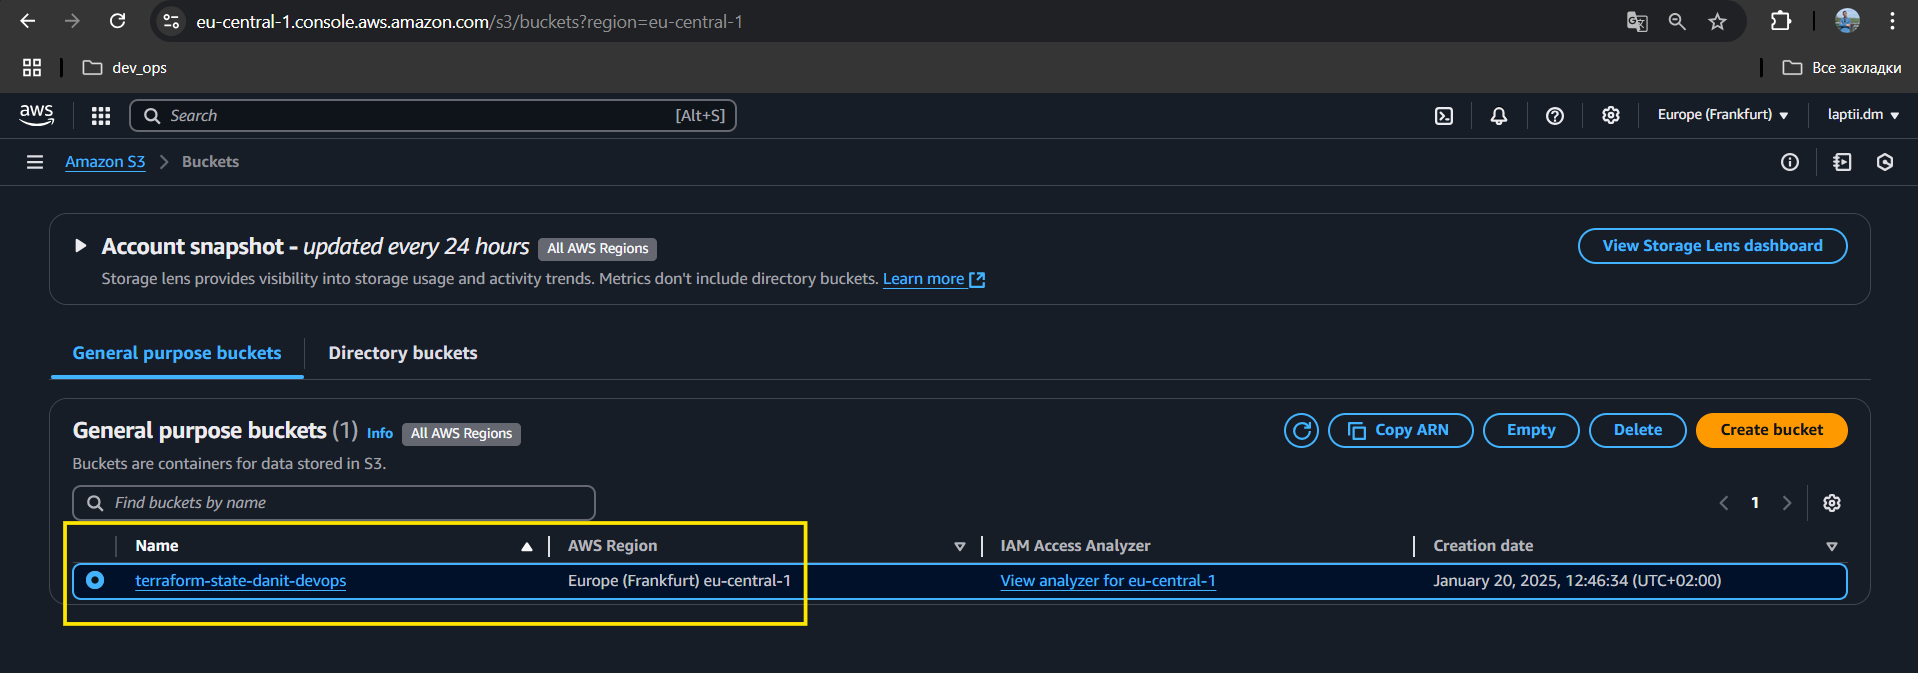 eu-central-1.console.aws.amazon.com/s3/buckets?region=eu-central-1
dev_ops
Все закладки
aws
Search
[Alt+S]
Europe (Frankfurt)
laptii.dm
Amazon S3
Buckets
Account snapshot - updated every 24 hours
All AWS Regions
View Storage Lens dashboard
Storage lens provides visibility into storage usage and activity trends. Metrics don't include directory buckets. Learn more
General purpose buckets
Directory buckets
General purpose buckets (1)
Info
All AWS Regions
Copy ARN
Empty
Delete
Create bucket
Buckets are containers for data stored in S3.
Find buckets by name
1
Name
AWS Region
IAM Access Analyzer
Creation date
terraform-state-danit-devops
Europe (Frankfurt) eu-central-1
View analyzer for eu-central-1
January 20, 2025, 12:46:34 (UTC+02:00)